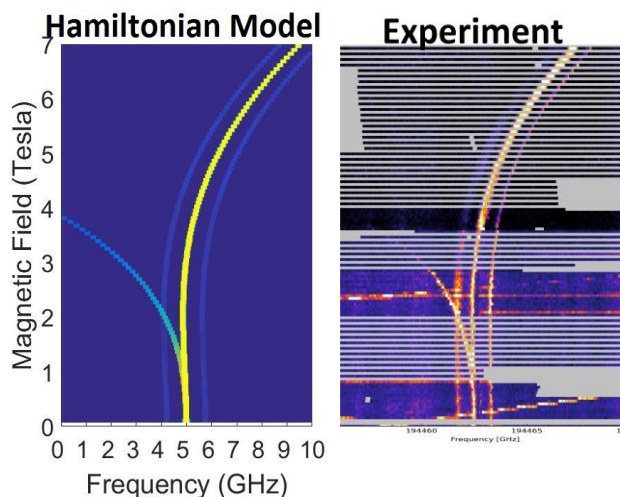 Hamiltonian Model
Experiment
7
6
5
4
3
2
1
0
Magnetic Field (Tesla)
0 1 2 3 4 5 6 7 8 9 10
Frequency (GHz)
194460
194465
Frequency [GHz]